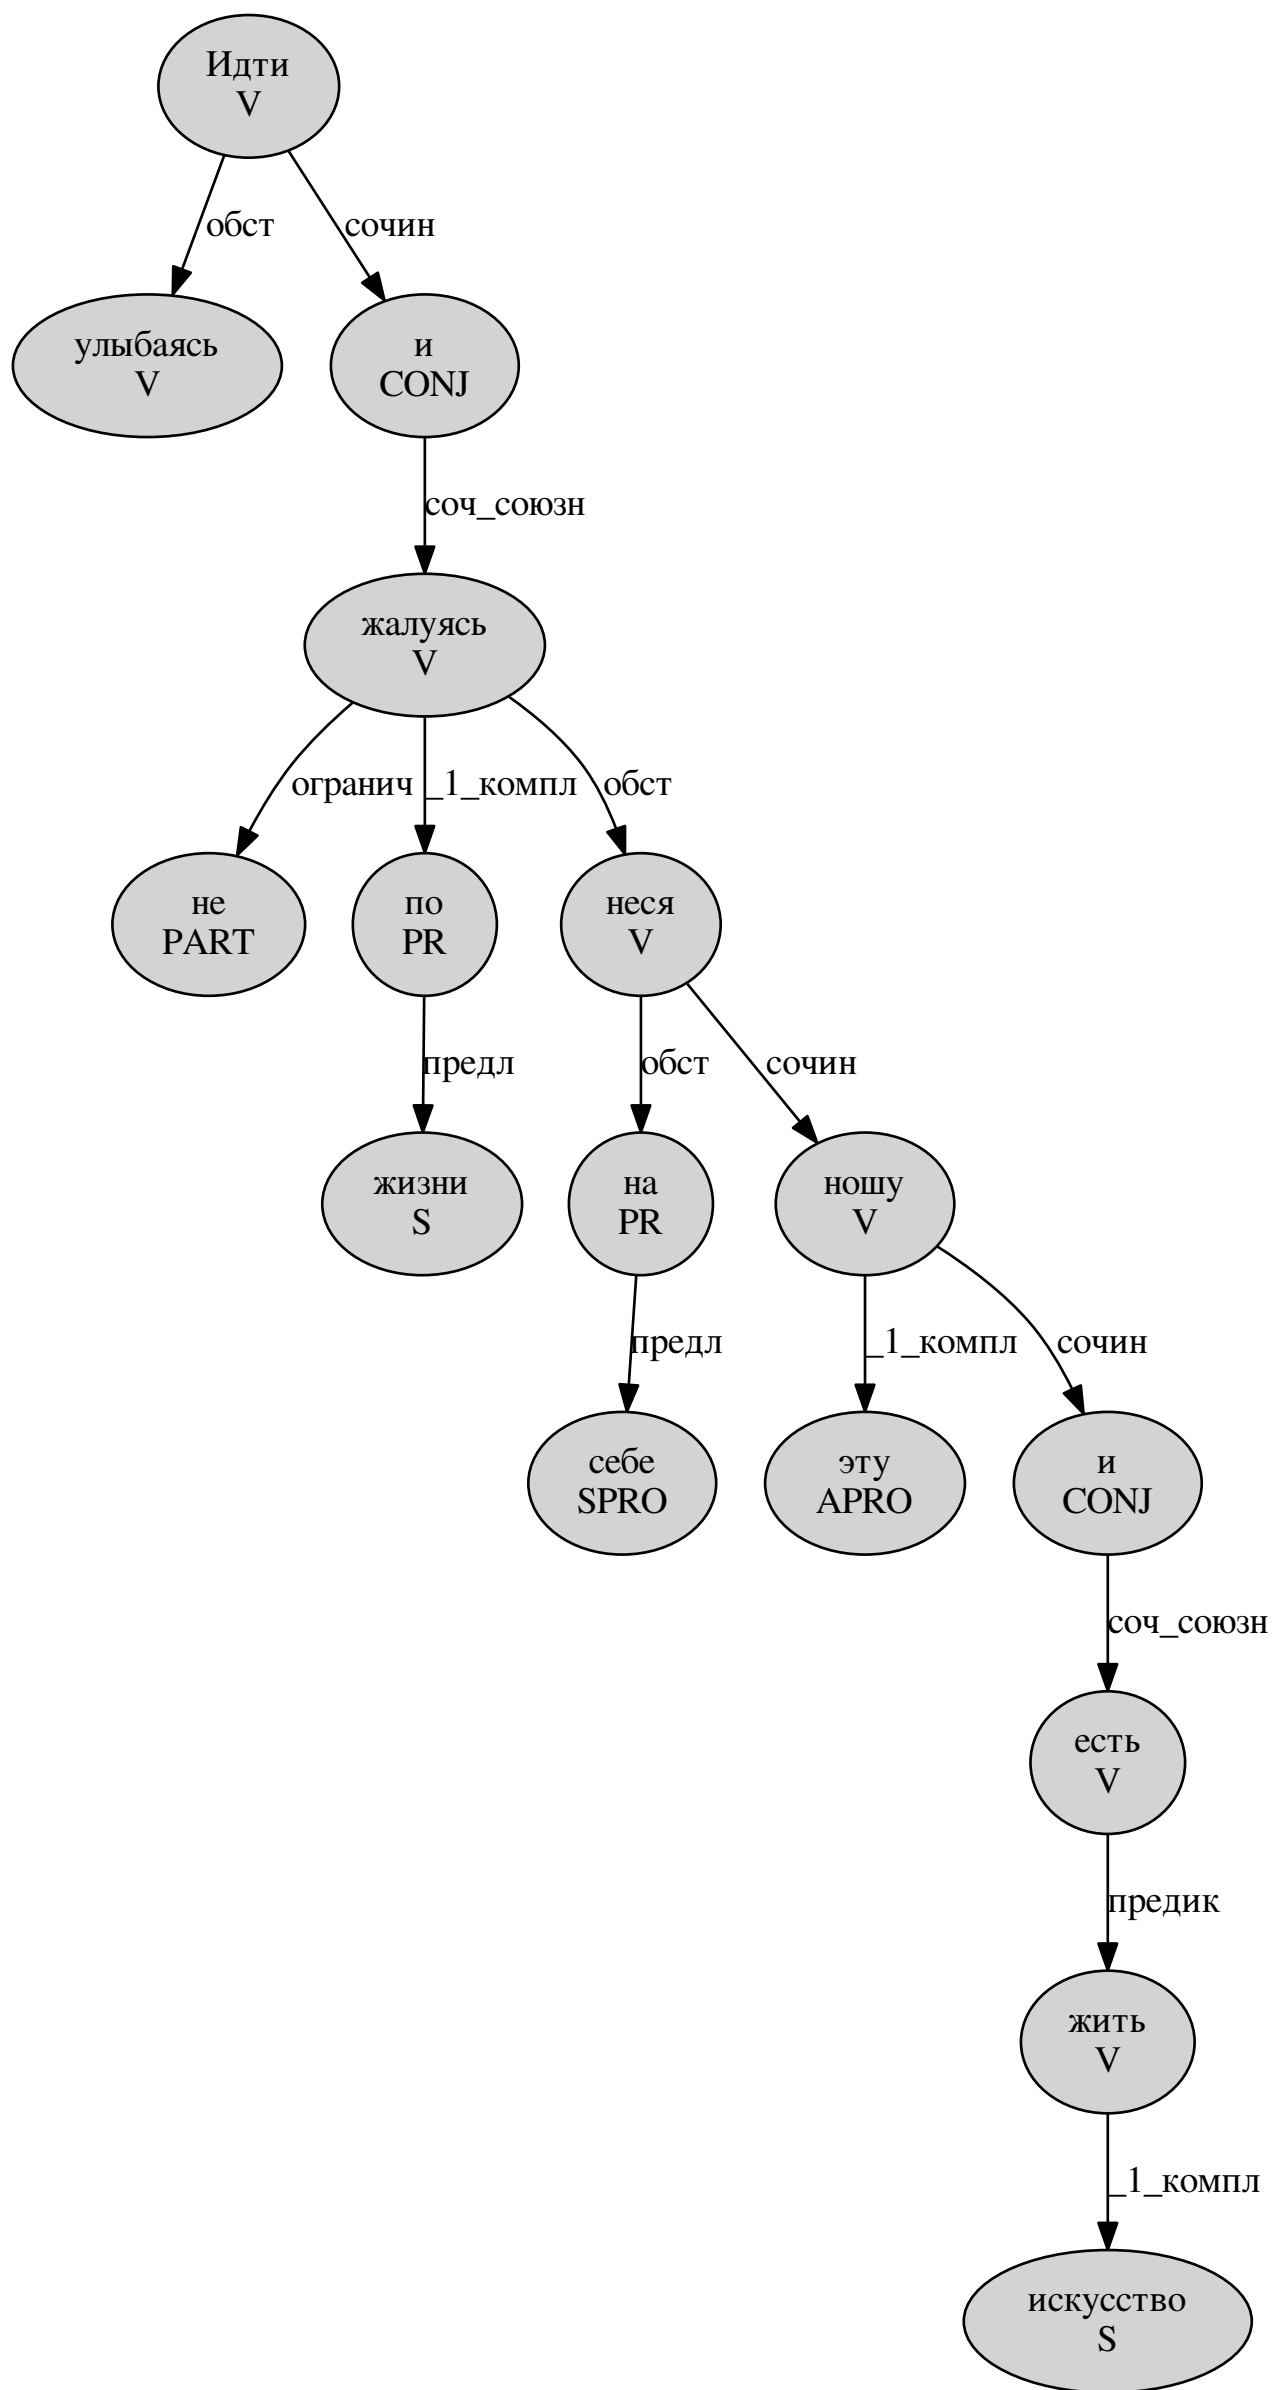 Идти
V
обст
сочин
улыбаясь
V
и
CONJ
соч_союзн
жалуясь
V
огранич
_1_компл
обст
не
PART
по
PR
неся
V
предл
обст
сочин
жизни
S
на
PR
ношу
V
предл
_1_компл
сочин
себе
SPRO
эту
APRO
и
CONJ
соч_союзн
есть
V
предик
жить
V
_1_компл
искусство
S